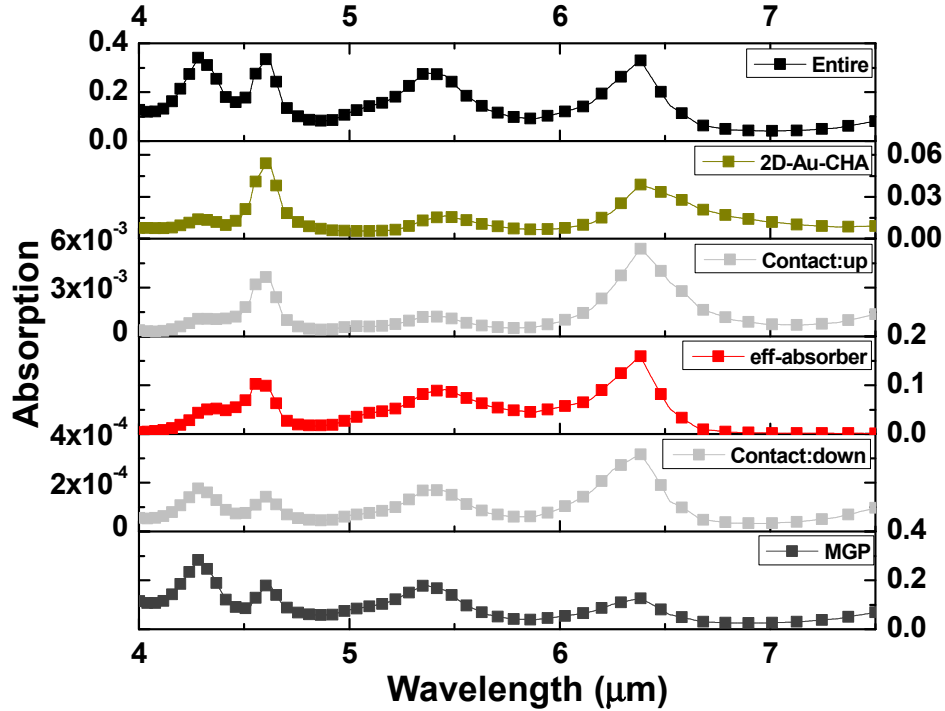 4 5 6 7
0.4
0.2
0.0
Entire
2D-Au-CHA
0.06
0.03
0.00
6x10⁻³
3x10⁻³
0
Contact:up
0.2
eff-absorber
0.1
0.0
4x10⁻⁴
2x10⁻⁴
0
Contact:down
0.4
MGP
0.2
0.0
Absorption
4 5 6 7
Wavelength (μm)